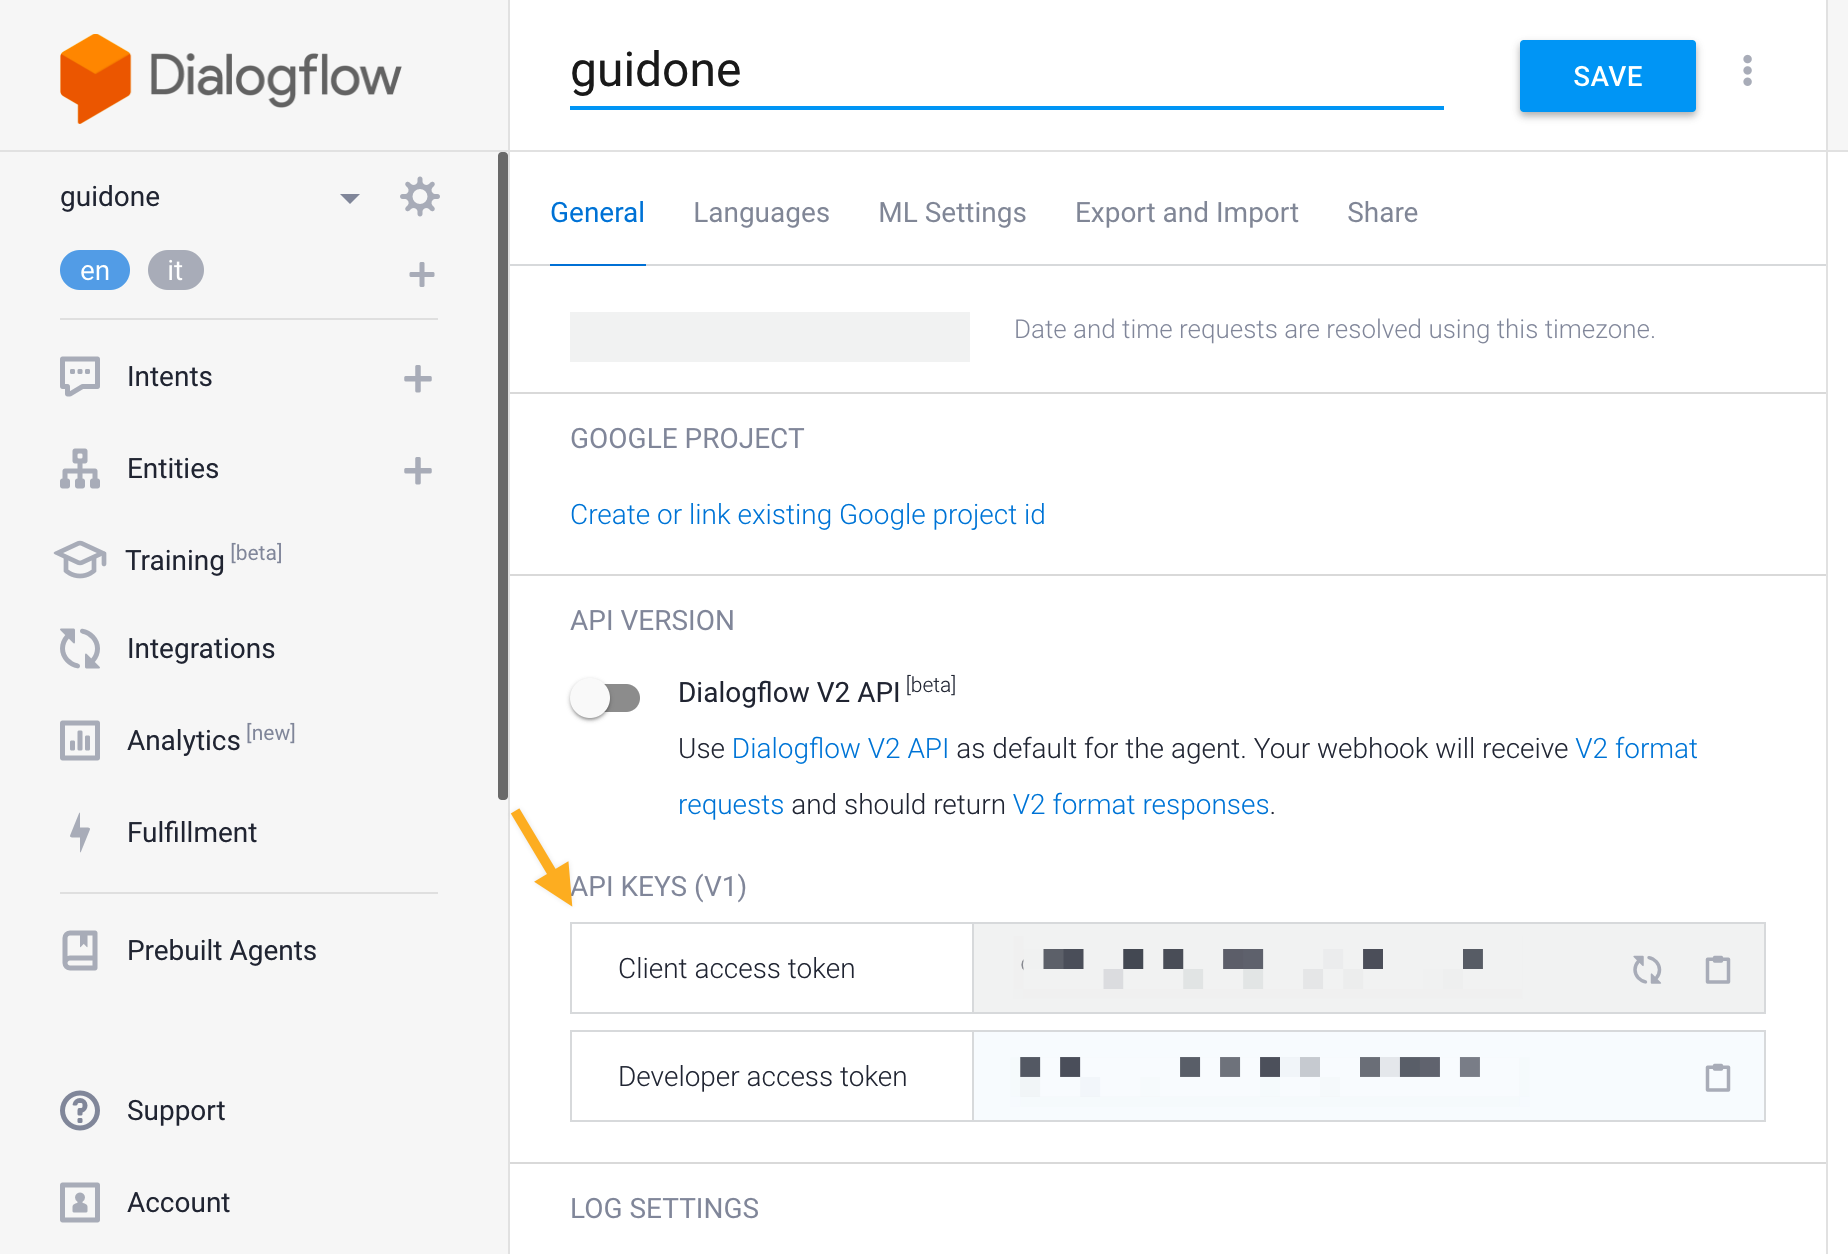 Dialogflow
guidone
SAVE
guidone
en it
Intents
Entities
Training [beta]
Integrations
Analytics [new]
Fulfillment
Prebuilt Agents
Support
Account
General Languages ML Settings Export and Import Share
Date and time requests are resolved using this timezone.
GOOGLE PROJECT
Create or link existing Google project id
API VERSION
Dialogflow V2 API [beta]
Use Dialogflow V2 API as default for the agent. Your webhook will receive V2 format
requests and should return V2 format responses.
API KEYS (V1)
Client access token
Developer access token
LOG SETTINGS